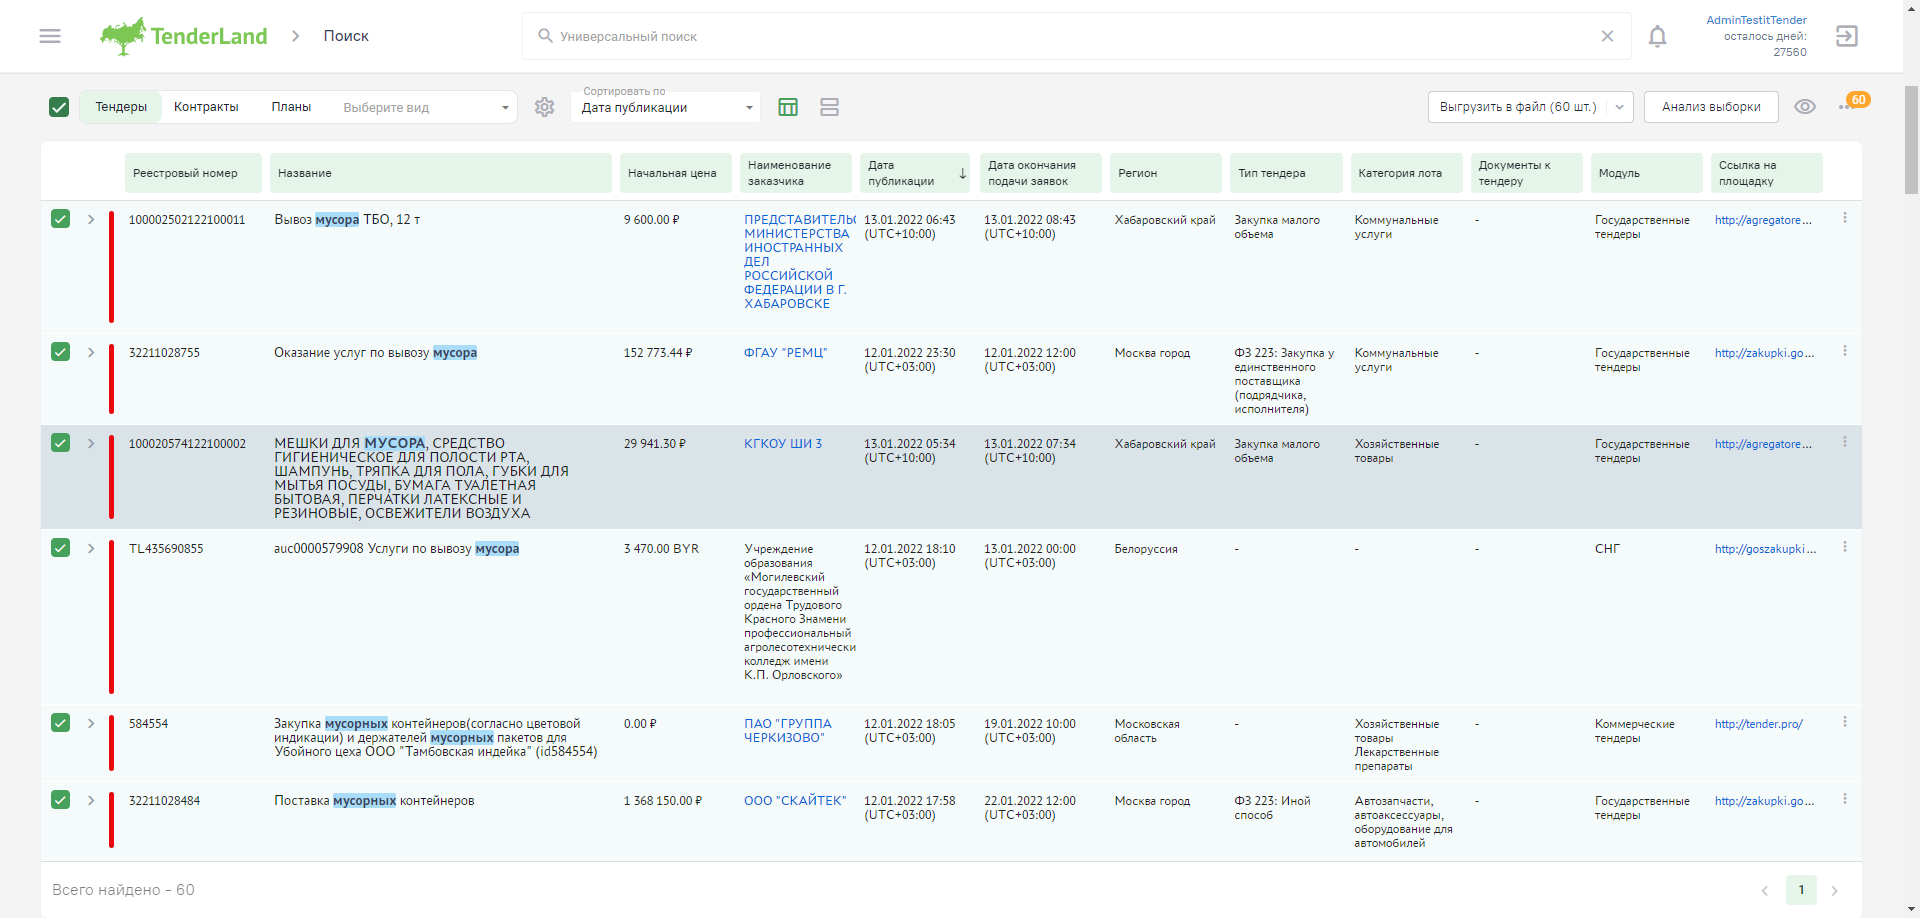 TenderLand
Поиск
Универсальный поиск
AdminTestitTender
осталось дней:
27560
Тендеры
Контракты
Планы
Выберите вид
Сортировать по
Дата публикации
Выгрузить в файл (60 шт.)
Анализ выборки
60
Реестровый номер
Название
Начальная цена
Наименование
заказчика
Дата
публикации
Дата окончания
подачи заявок
Регион
Тип тендера
Категория лота
Документы к
тендеру
Модуль
Ссылка на
площадку
100002502122100011
Вывоз мусора ТБО, 12 т
9 600.00 ₽
ПРЕДСТАВИТЕЛЬС
МИНИСТЕРСТВА
ИНОСТРАННЫХ
ДЕЛ
РОССИЙСКОЙ
ФЕДЕРАЦИИ В Г.
ХАБАРОВСКЕ
13.01.2022 06:43
(UTC+10:00)
13.01.2022 08:43
(UTC+10:00)
Хабаровский край
Закупка малого
объема
Коммунальные
услуги
-
Государственные
тендеры
http://agregatore...
32211028755
Оказание услуг по вывозу мусора
152 773.44 ₽
ФГАУ "РЕМЦ"
12.01.2022 23:30
(UTC+03:00)
12.01.2022 12:00
(UTC+03:00)
Москва город
ФЗ 223: Закупка у
единственного
поставщика
(подрядчика,
исполнителя)
Коммунальные
услуги
-
Государственные
тендеры
http://zakupki.go...
100020574122100002
МЕШКИ ДЛЯ МУСОРА, СРЕДСТВО
ГИГИЕНИЧЕСКОЕ ДЛЯ ПОЛОСТИ РТА,
ШАМПУНЬ, ТРЯПКА ДЛЯ ПОЛА, ГУБКИ ДЛЯ
МЫТЬЯ ПОСУДЫ, БУМАГА ТУАЛЕТНАЯ
БЫТОВАЯ, ПЕРЧАТКИ ЛАТЕКСНЫЕ И
РЕЗИНОВЫЕ, ОСВЕЖИТЕЛИ ВОЗДУХА
29 941.30 ₽
КГКОУ ШИ 3
13.01.2022 05:34
(UTC+10:00)
13.01.2022 07:34
(UTC+10:00)
Хабаровский край
Закупка малого
объема
Хозяйственные
товары
-
Государственные
тендеры
http://agregatore...
TL435690855
auc0000579908 Услуги по вывозу мусора
3 470.00 BYR
Учреждение
образования
«Могилевский
государственный
ордена Трудового
Красного Знамени
профессиональный
агролесотехнически
колледж имени
К.П. Орловского»
12.01.2022 18:10
(UTC+03:00)
13.01.2022 00:00
(UTC+03:00)
Белоруссия
-
-
-
СНГ
http://goszakupki...
584554
Закупка мусорных контейнеров(согласно цветовой
индикации) и держателей мусорных пакетов для
Убойного цеха ООО "Тамбовская индейка" (id584554)
0.00 ₽
ПАО "ГРУППА
ЧЕРКИЗОВО"
12.01.2022 18:05
(UTC+03:00)
19.01.2022 10:00
(UTC+03:00)
Московская
область
-
Хозяйственные
товары
Лекарственные
препараты
-
Коммерческие
тендеры
http://tender.pro/
32211028484
Поставка мусорных контейнеров
1 368 150.00 ₽
ООО "СКАЙТЕК"
12.01.2022 17:58
(UTC+03:00)
22.01.2022 12:00
(UTC+03:00)
Москва город
ФЗ 223: Иной
способ
Автозапчасти,
автоаксессуары,
оборудование для
автомобилей
-
Государственные
тендеры
http://zakupki.go...
Всего найдено - 60
1